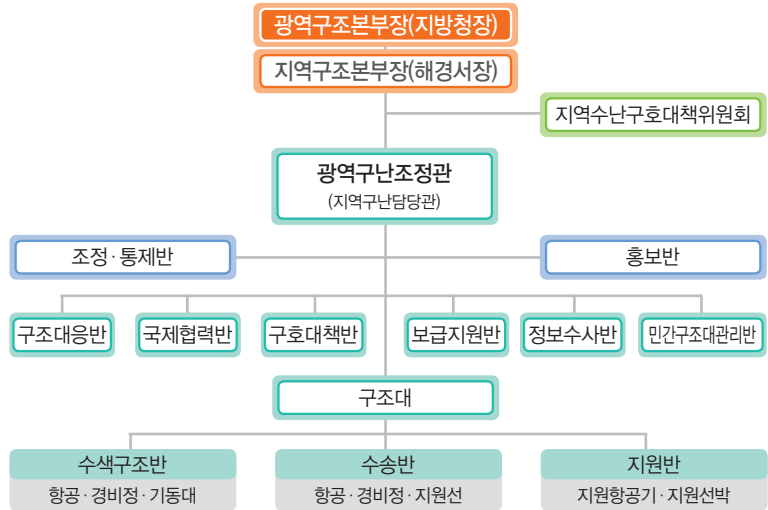 광역구조본부장(지방청장)
지역구조본부장(해경서장)
지역수난구호대책위원회
광역구난조정관
(지역구난담당관)
조정·통제반
홍보반
구조대응반
국제협력반
구호대책반
보급지원반
정보수사반
민간구조대관리반
구조대
수색구조반
수송반
지원반
항공·경비정·기동대
항공·경비정·지원선
지원항공기·지원선박